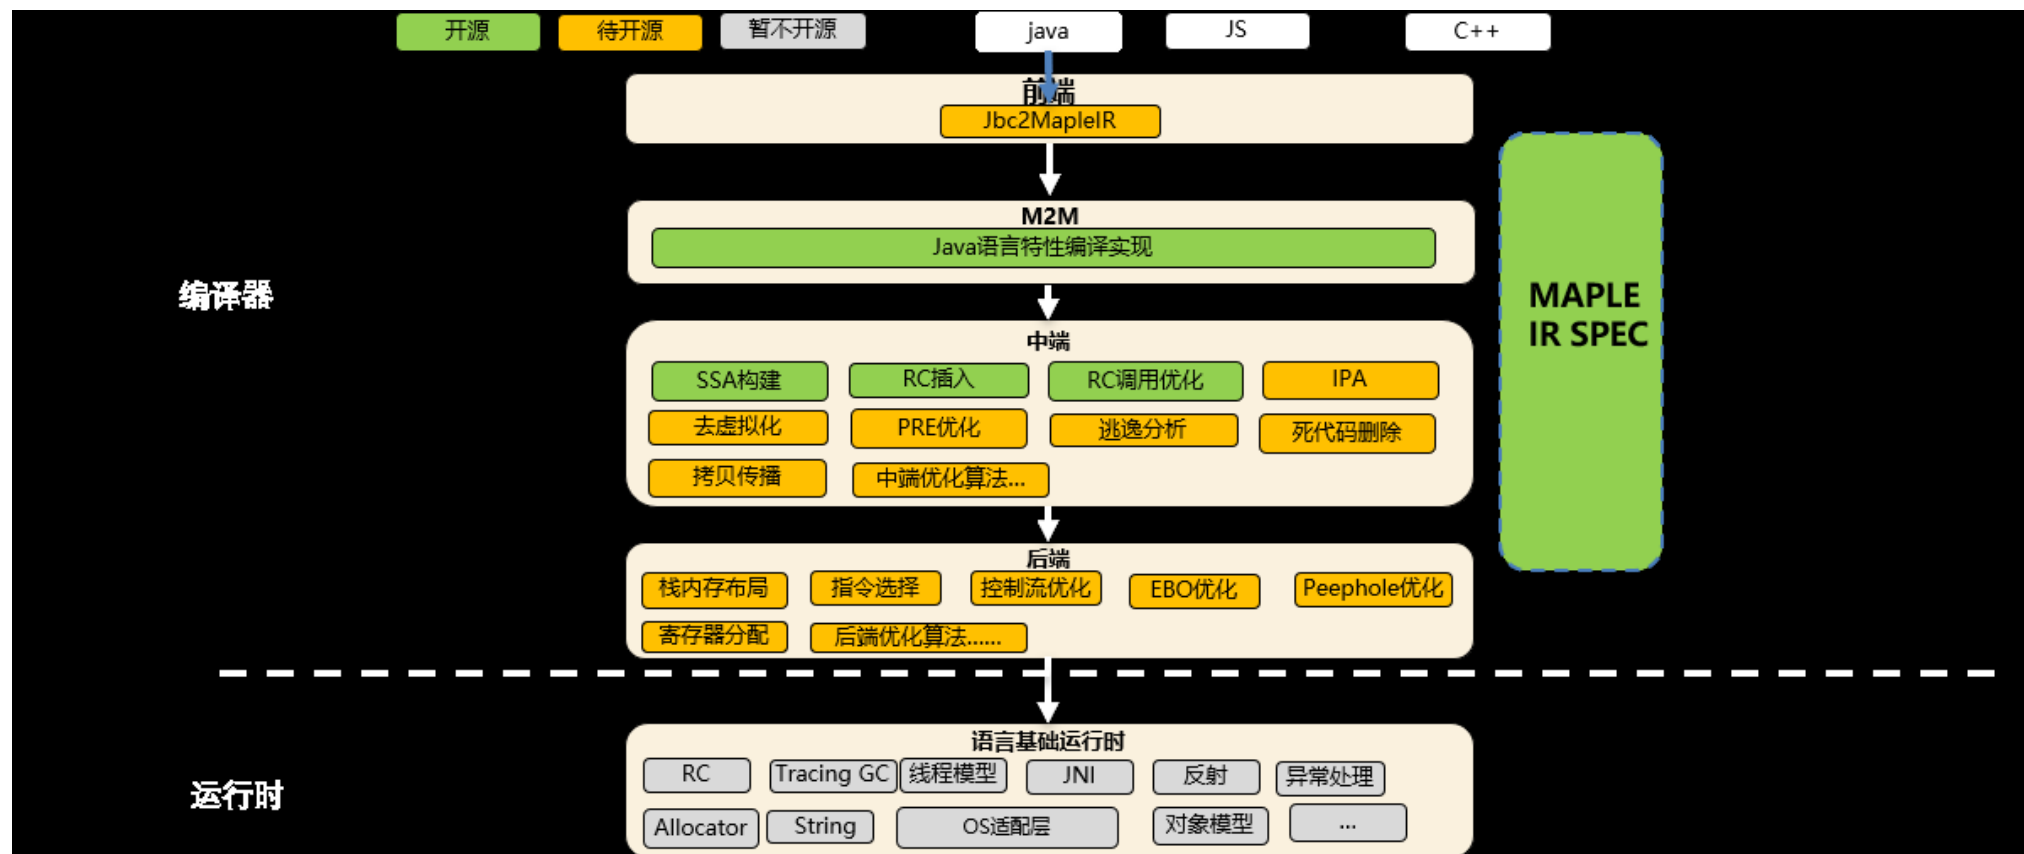 开源
待开源
暂不开源
java
JS
C++
前端
Jbc2MapleIR
M2M
Java语言特性编译实现
编译器
MAPLE
IR SPEC
中端
SSA构建
RC插入
RC调用优化
IPA
去虚拟化
PRE优化
逃逸分析
死代码删除
拷贝传播
中端优化算法...
后端
栈内存布局
指令选择
控制流优化
EBO优化
Peephole优化
寄存器分配
后端优化算法......
运行时
语言基础运行时
RC
Tracing GC
线程模型
JNI
反射
异常处理
Allocator
String
OS适配层
对象模型
...